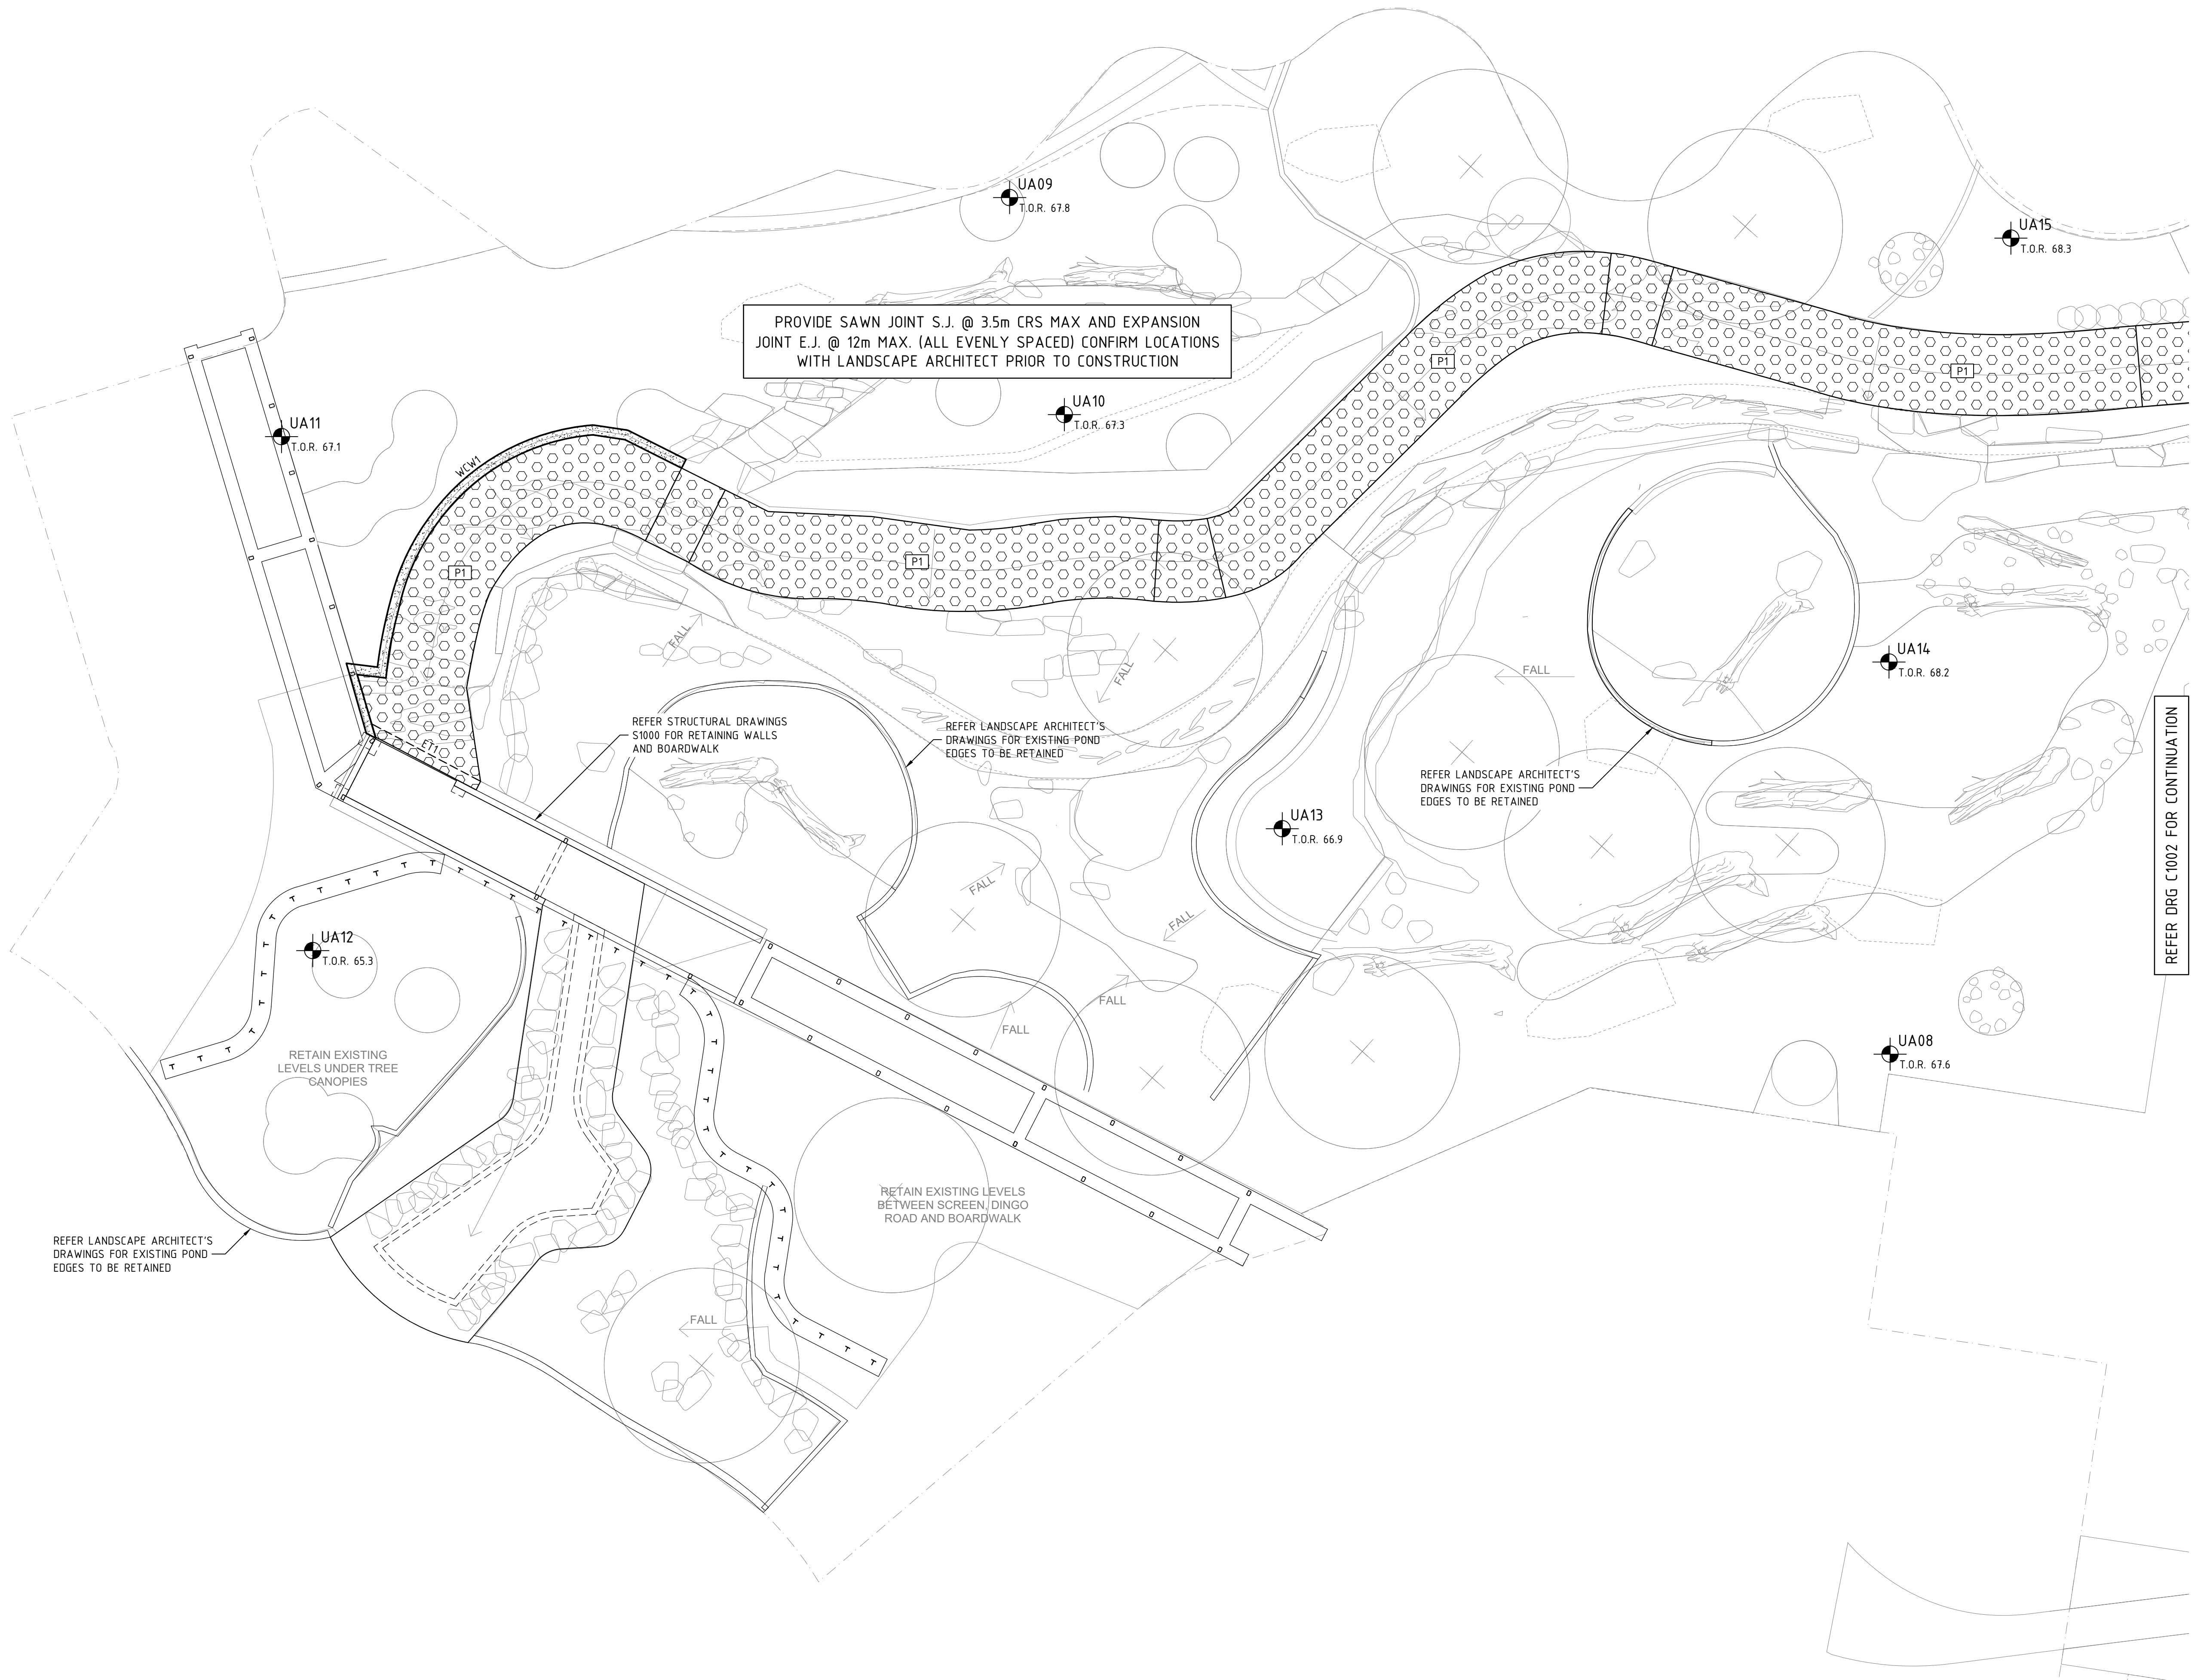 UA09
T.O.R. 67.8
UA15
T.O.R. 68.3
PROVIDE SAWN JOINT S.J. @ 3.5m CRS MAX AND EXPANSION
JOINT E.J. @ 12m MAX. (ALL EVENLY SPACED) CONFIRM LOCATIONS
WITH LANDSCAPE ARCHITECT PRIOR TO CONSTRUCTION
P1
P1
UA10
T.O.R. 67.3
UA11
T.O.R. 67.1
WCW1
P1
P1
FALL
FALL
FALL
UA14
T.O.R. 68.2
REFER STRUCTURAL DRAWINGS
S1000 FOR RETAINING WALLS
AND BOARDWALK
REFER LANDSCAPE ARCHITECT'S
DRAWINGS FOR EXISTING POND
EDGES TO BE RETAINED
ET1
REFER LANDSCAPE ARCHITECT'S
DRAWINGS FOR EXISTING POND
EDGES TO BE RETAINED
REFER DRG C1002 FOR CONTINUATION
UA13
T.O.R. 66.9
FALL
FALL
UA12
T.O.R. 65.3
FALL
FALL
UA08
T.O.R. 67.6
RETAIN EXISTING
LEVELS UNDER TREE
CANOPIES
RETAIN EXISTING LEVELS
BETWEEN SCREEN, DINGO
ROAD AND BOARDWALK
REFER LANDSCAPE ARCHITECT'S
DRAWINGS FOR EXISTING POND
EDGES TO BE RETAINED
FALL